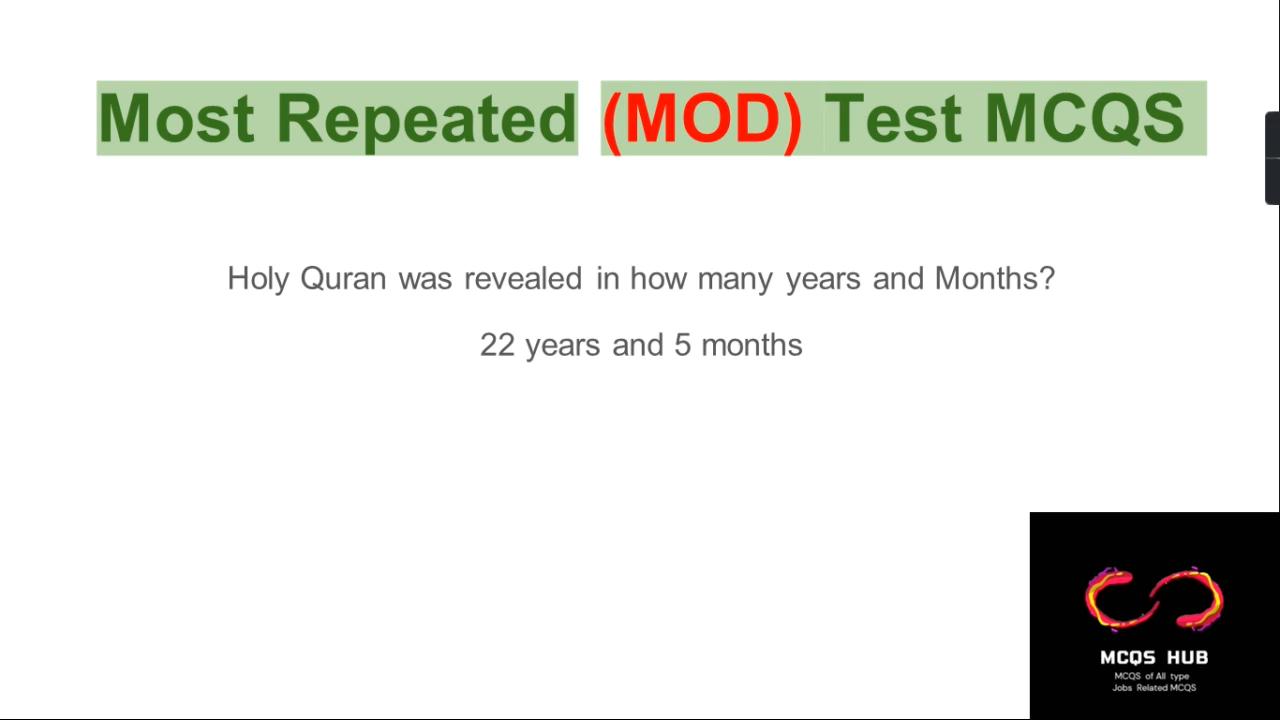 Most Repeated (MOD) Test MCQS
Holy Quran was revealed in how many years and Months?
22 years and 5 months
MCQS HUB
MCQS of All type
Jobs Related MCQS